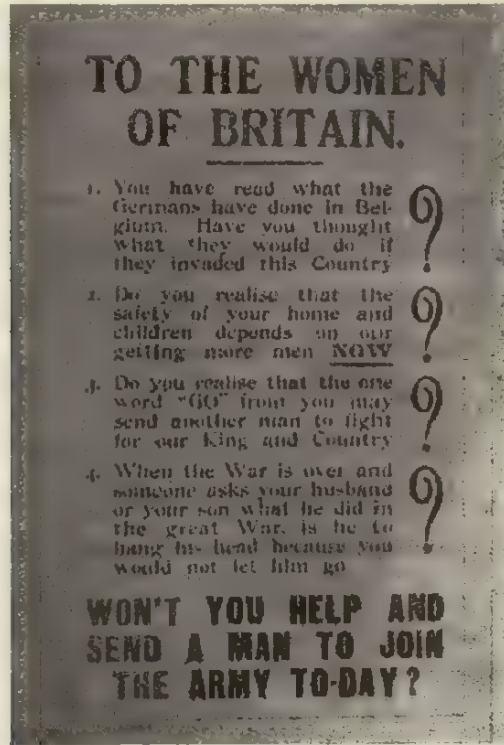 TO THE WOMEN
OF BRITAIN.
1. You have read what the
Germans have done in Bel-
gium. Have you thought
what they would do if
they invaded this Country ?
2. Do you realise that the
safety of your home and
children depends on our
getting more men NOW ?
3. Do you realise that the one
word "GO" from you may
send another man to fight
for our King and Country ?
4. When the War is over and
someone asks your husband
or your son what he did in
the great War, is he to
hang his head because you
would not let him go ?
WON'T YOU HELP AND
SEND A MAN TO JOIN
THE ARMY TO-DAY?